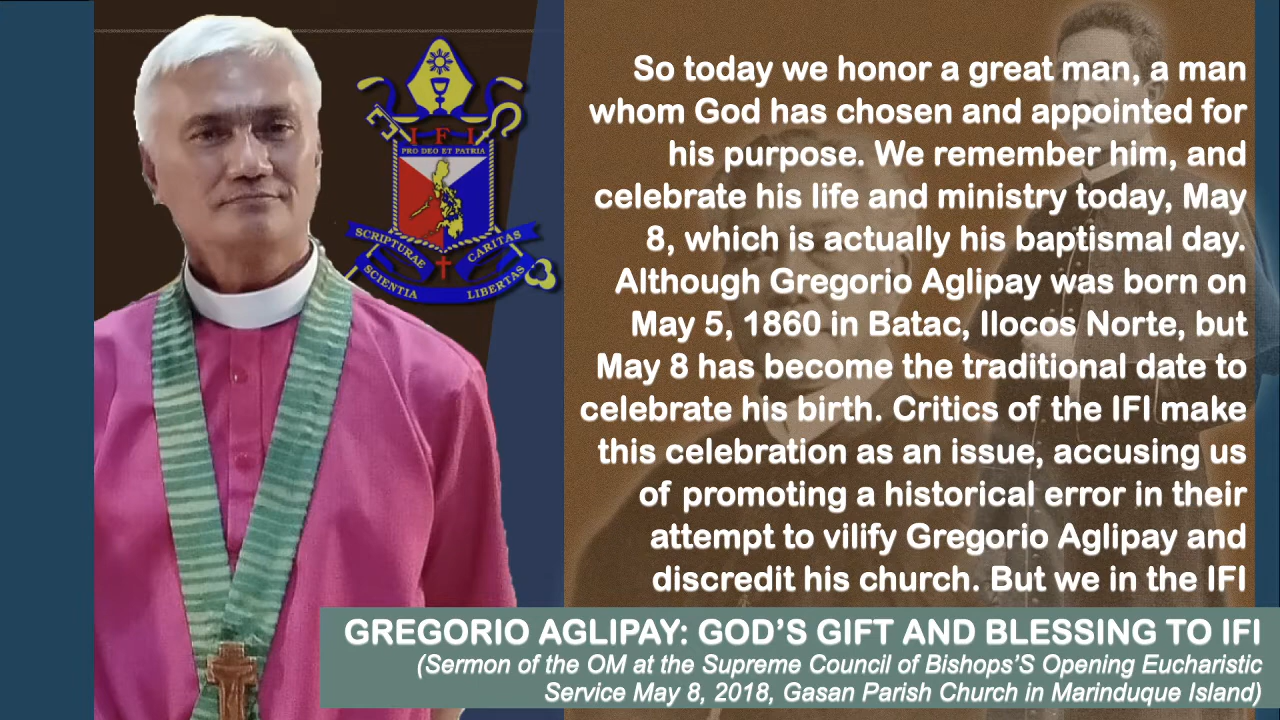 I F I
PRO DEO ET PATRIA
SCRIPTURAE
CARITAS
SCIENTIA
LIBERTAS
So today we honor a great man, a man
whom God has chosen and appointed for
his purpose. We remember him, and
celebrate his life and ministry today, May
8, which is actually his baptismal day.
Although Gregorio Aglipay was born on
May 5, 1860 in Batac, Ilocos Norte, but
May 8 has become the traditional date to
celebrate his birth. Critics of the IFI make
this celebration as an issue, accusing us
of promoting a historical error in their
attempt to vilify Gregorio Aglipay and
discredit his church. But we in the IFI
GREGORIO AGLIPAY: GOD’S GIFT AND BLESSING TO IFI
(Sermon of the OM at the Supreme Council of Bishops’S Opening Eucharistic
Service May 8, 2018, Gasan Parish Church in Marinduque Island)